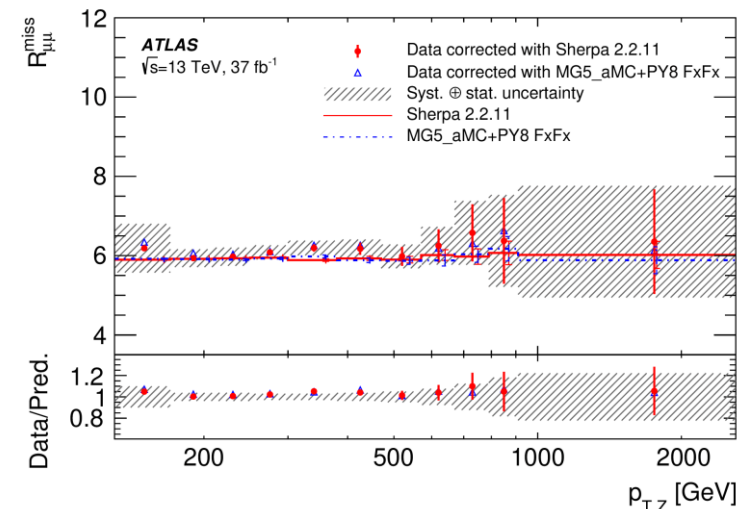 R^miss_μμ
12
10
8
6
4
ATLAS
√s=13 TeV, 37 fb⁻¹
Data corrected with Sherpa 2.2.11
Data corrected with MG5_aMC+PY8 FxFx
Syst. ⊕ stat. uncertainty
Sherpa 2.2.11
MG5_aMC+PY8 FxFx
Data/Pred.
1.2
1
0.8
200 500 1000 2000
p_T,Z [GeV]